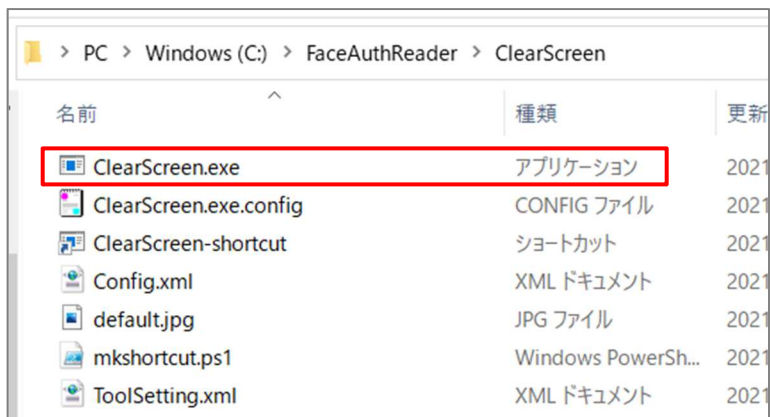 > PC > Windows (C:) > FaceAuthReader > ClearScreen
名前 種類 更新
ClearScreen.exe アプリケーション 2021
ClearScreen.exe.config CONFIG ファイル 2021
ClearScreen-shortcut ショートカット 2021
Config.xml XML ドキュメント 2021
default.jpg JPG ファイル 2021
mkshortcut.ps1 Windows PowerSh... 2021
ToolSetting.xml XML ドキュメント 2021